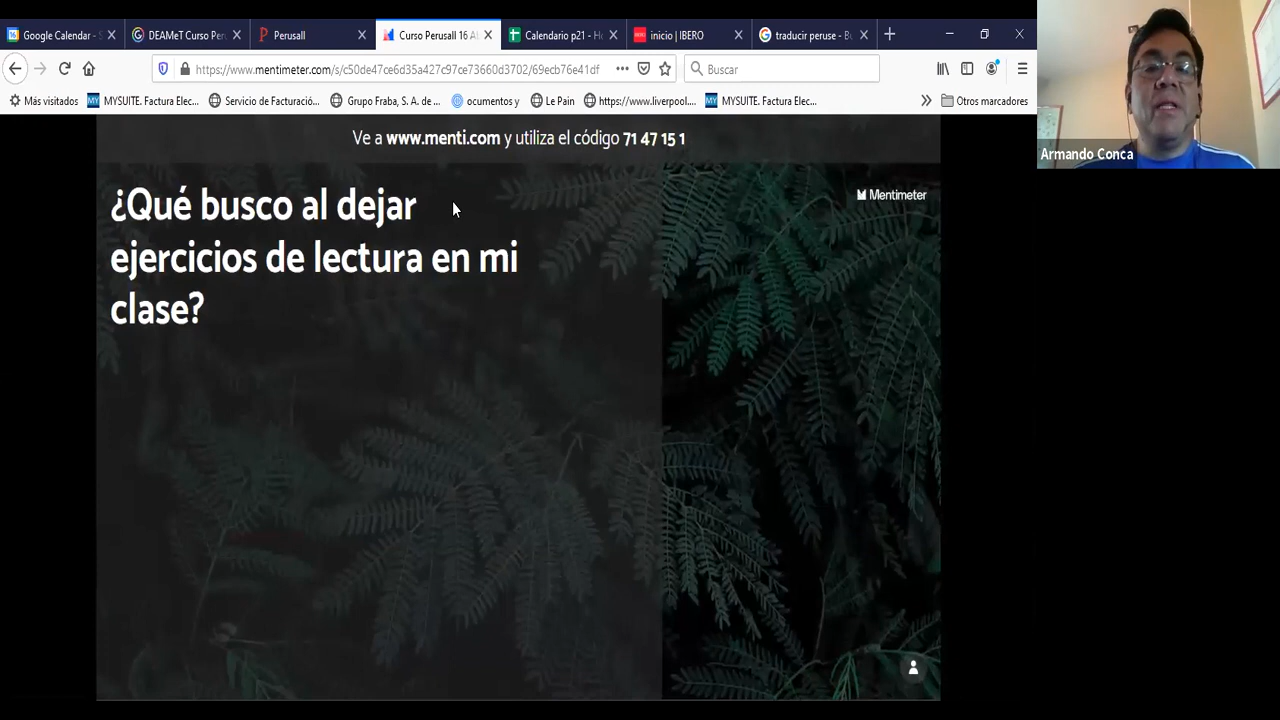 Google Calendar - S
DEAMeT Curso Per
Perusall
Curso Perusall 16 A
Calendario p21 - H
inicio | IBERO
traducir peruse - B
https://www.mentimeter.com/s/c50de47ce6d35a427c97ce73660d3702/69ecb76e41df
Buscar
Más visitados
MYSUITE. Factura Elec...
Servicio de Facturació...
Grupo Fraba, S. A. de ...
ocumentos y
Le Pain
https://www.liverpool....
MYSUITE. Factura Elec...
Otros marcadores
Ve a www.menti.com y utiliza el código 71 47 15 1
Mentimeter
¿Qué busco al dejar
ejercicios de lectura en mi
clase?
Armando Conca